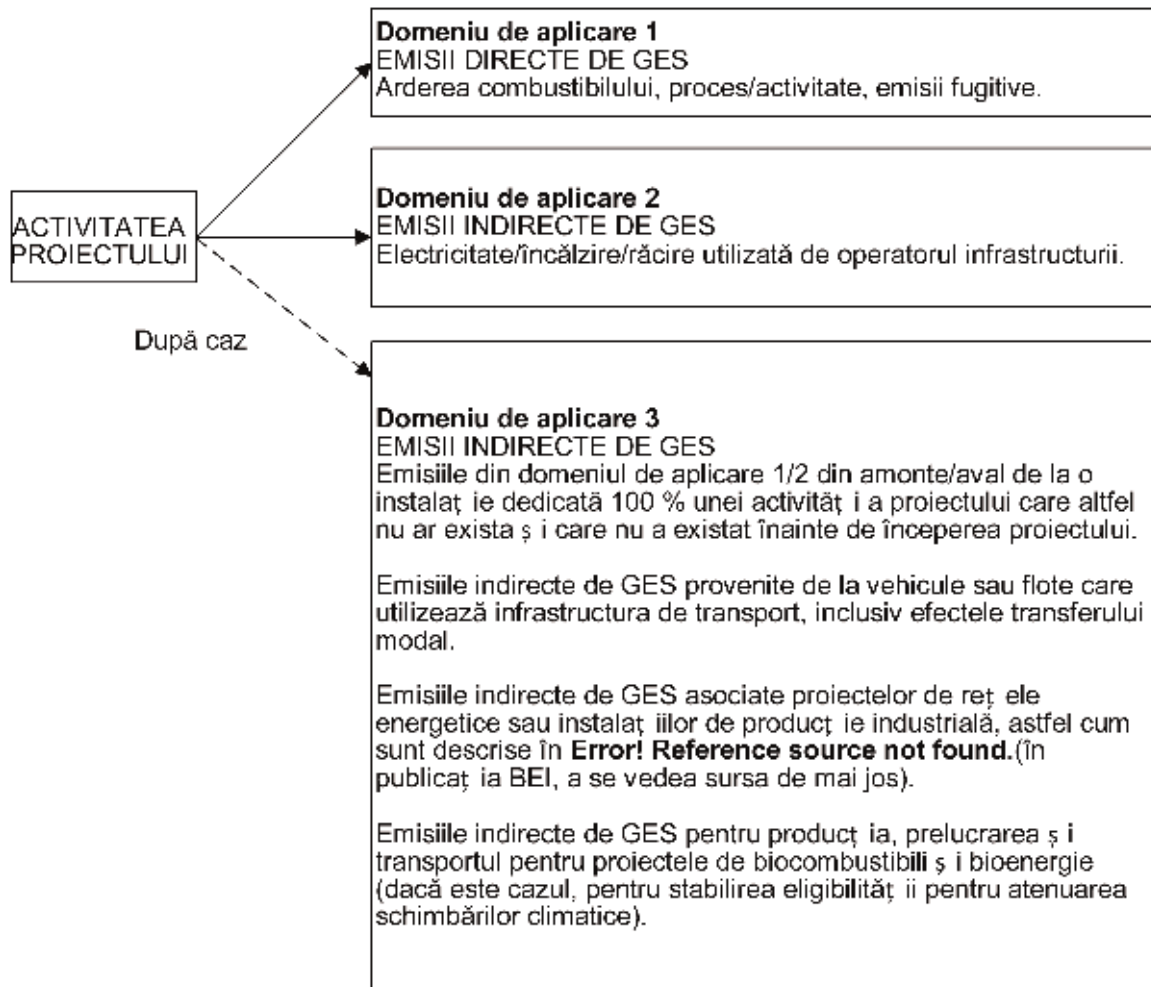 Domeniu de aplicare 1
EMISII DIRECTE DE GES
Arderea combustibilului, proces/activitate, emisii fugitive.
ACTIVITATEA
PROIECTULUI
Domeniu de aplicare 2
EMISII INDIRECTE DE GES
Electricitate/încălzire/răcire utilizată de operatorul infrastructurii.
După caz
Domeniu de aplicare 3
EMISII INDIRECTE DE GES
Emisiile din domeniul de aplicare 1/2 din amonte/aval de la o
instalaț ie dedicată 100 % unei activităț i a proiectului care altfel
nu ar exista ș i care nu a existat înainte de începerea proiectului.
Emisiile indirecte de GES provenite de la vehicule sau flote care
utilizează infrastructura de transport, inclusiv efectele transferului
modal.
Emisiile indirecte de GES asociate proiectelor de reț ele
energetice sau instalaț iilor de producț ie industrială, astfel cum
sunt descrise în Error! Reference source not found.(în
publicaț ia BEI, a se vedea sursa de mai jos).
Emisiile indirecte de GES pentru producț ia, prelucrarea ș i
transportul pentru proiectele de biocombustibili ș i bioenergie
(dacă este cazul, pentru stabilirea eligibilităț ii pentru atenuarea
schimbărilor climatice).